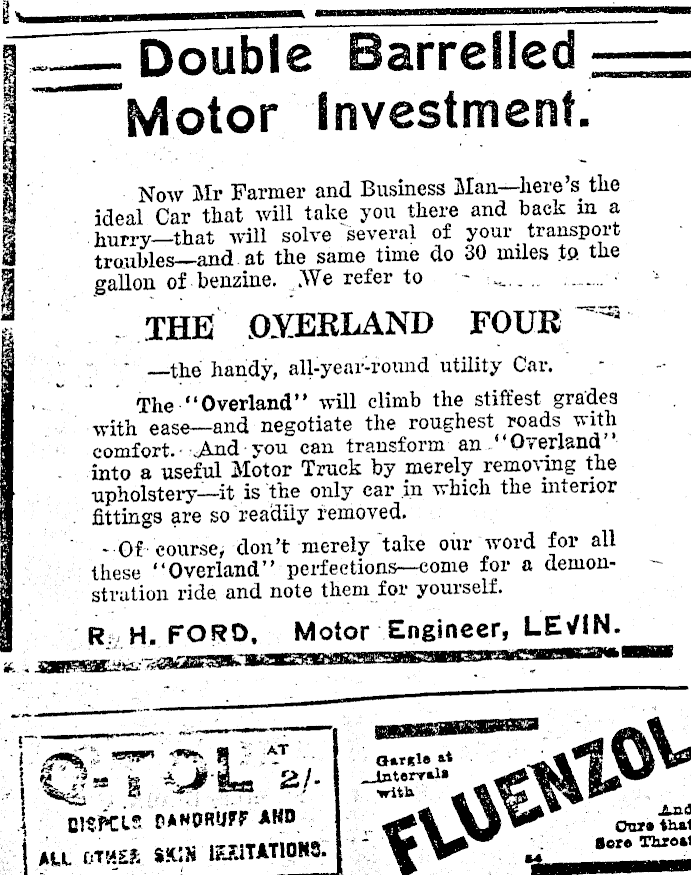 Double Barrelled
Motor Investment.
Now Mr Farmer and Business Man—here's the
ideal Car that will take you there and back in a
hurry—that will solve several of your transport
troubles—and at the same time do 30 miles to the
gallon of benzine. We refer to
THE OVERLAND FOUR
—the handy, all-year-round utility Car.
The "Overland" will climb the stiffest grades
with ease—and negotiate the roughest roads with
comfort. And you can transform an "Overland"
into a useful Motor Truck by merely removing the
upholstery—it is the only car in which the interior
fittings are so readily removed.
Of course, don't merely take our word for all
these "Overland" perfections—come for a demon-
stration ride and note them for yourself.
R. H. FORD, Motor Engineer, LEVIN.
Q-TOL AT
2/-
DISPELS DANDRUFF AND
ALL OTHER SKIN IRRITATIONS.
Gargle at
intervals
with
FLUENZOL
And
Cure that
Sore Throat